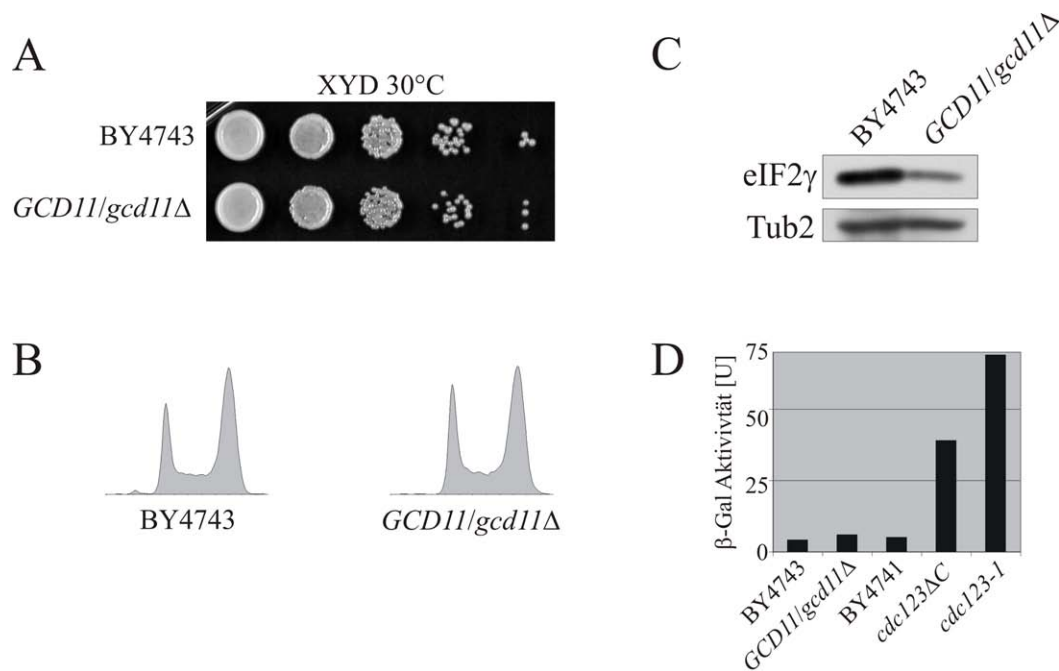 A
XYD 30°C
BY4743
GCD11/gcd11Δ
B
BY4743
GCD11/gcd11Δ
C
BY4743
GCD11/gcd11Δ
eIF2γ
Tub2
D
β-Gal Aktivivtät [U]
75
50
25
0
BY4743
GCD11/gcd11Δ
BY4741
cdc123ΔC
cdc123-1